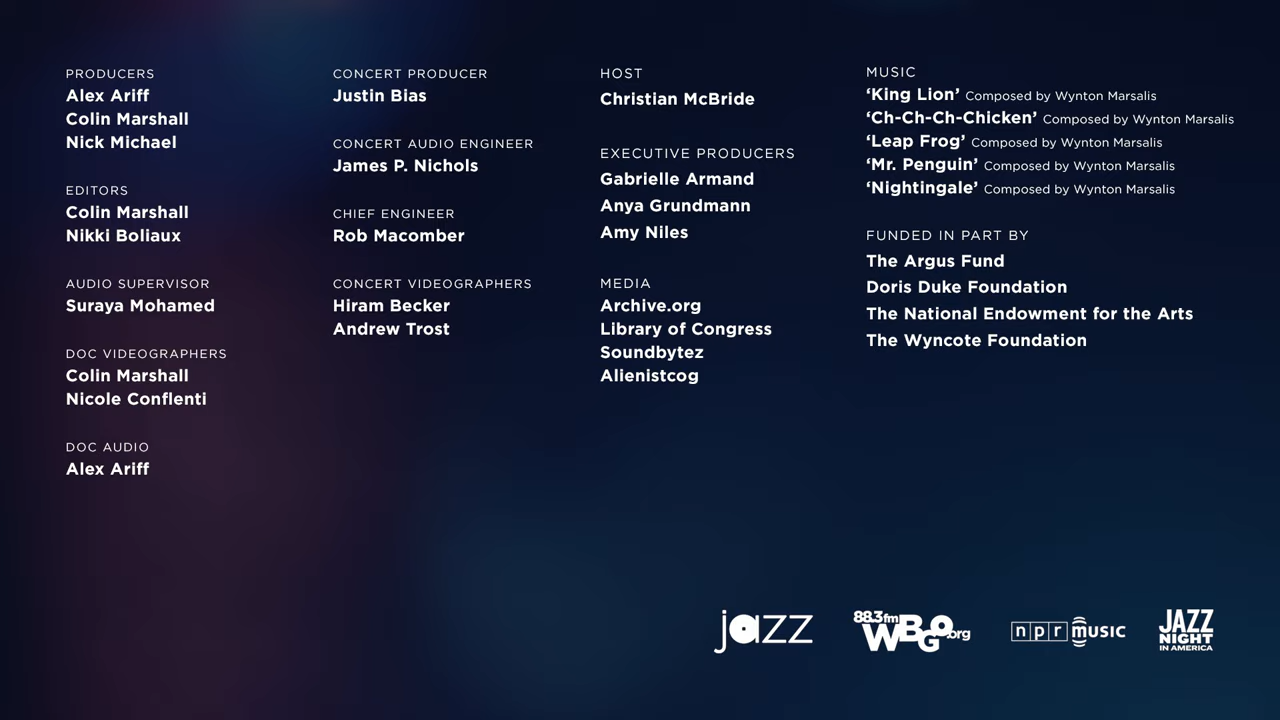 PRODUCERS
Alex Ariff
Colin Marshall
Nick Michael
EDITORS
Colin Marshall
Nikki Boliaux
AUDIO SUPERVISOR
Suraya Mohamed
DOC VIDEOGRAPHERS
Colin Marshall
Nicole Conflenti
DOC AUDIO
Alex Ariff
CONCERT PRODUCER
Justin Bias
CONCERT AUDIO ENGINEER
James P. Nichols
CHIEF ENGINEER
Rob Macomber
CONCERT VIDEOGRAPHERS
Hiram Becker
Andrew Trost
HOST
Christian McBride
EXECUTIVE PRODUCERS
Gabrielle Armand
Anya Grundmann
Amy Niles
MEDIA
Archive.org
Library of Congress
Soundbytez
Alienistcog
MUSIC
‘King Lion’ Composed by Wynton Marsalis
‘Ch-Ch-Ch-Chicken’ Composed by Wynton Marsalis
‘Leap Frog’ Composed by Wynton Marsalis
‘Mr. Penguin’ Composed by Wynton Marsalis
‘Nightingale’ Composed by Wynton Marsalis
FUNDED IN PART BY
The Argus Fund
Doris Duke Foundation
The National Endowment for the Arts
The Wyncote Foundation
jazz
88.3fm
WBGO.org
npr music
JAZZ
NIGHT
IN AMERICA